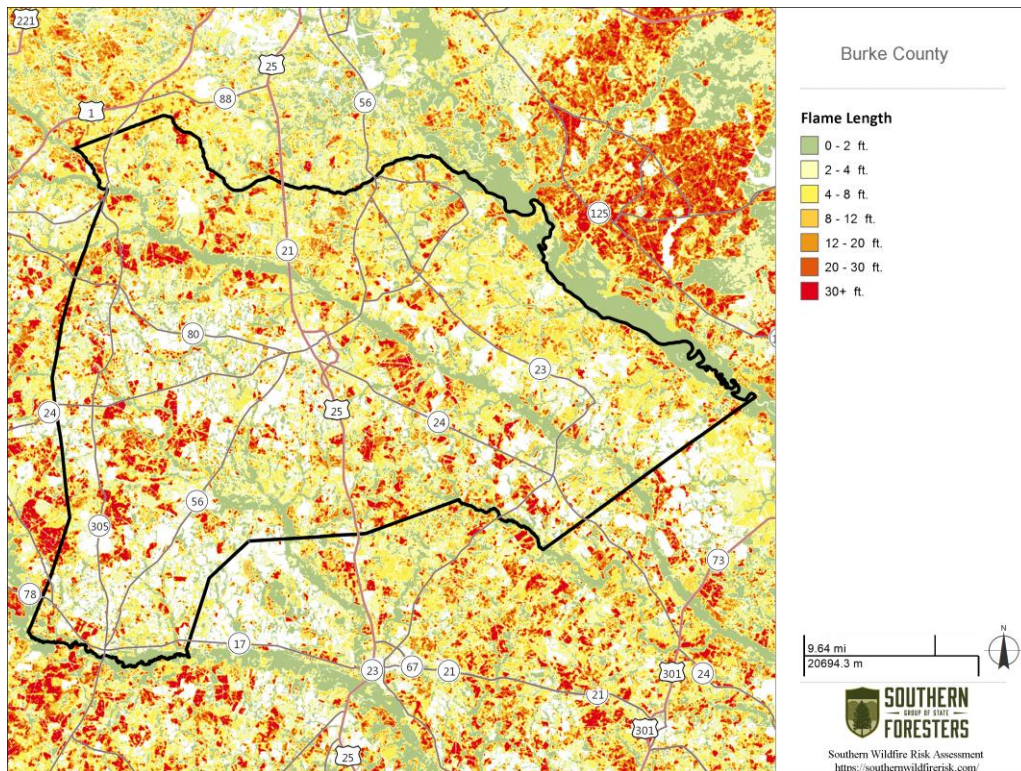 221
25
1
88
56
125
21
80
23
25
24
24
56
305
73
78
17
23
67
21
301
24
21
301
25
Burke County
Flame Length
0 - 2 ft.
2 - 4 ft.
4 - 8 ft.
8 - 12 ft.
12 - 20 ft.
20 - 30 ft.
30+ ft.
N
9.64 mi
20694.3 m
SOUTHERN
GROUP OF STATE
FORESTERS
Southern Wildfire Risk Assessment
https://southernwildfirerisk.com/